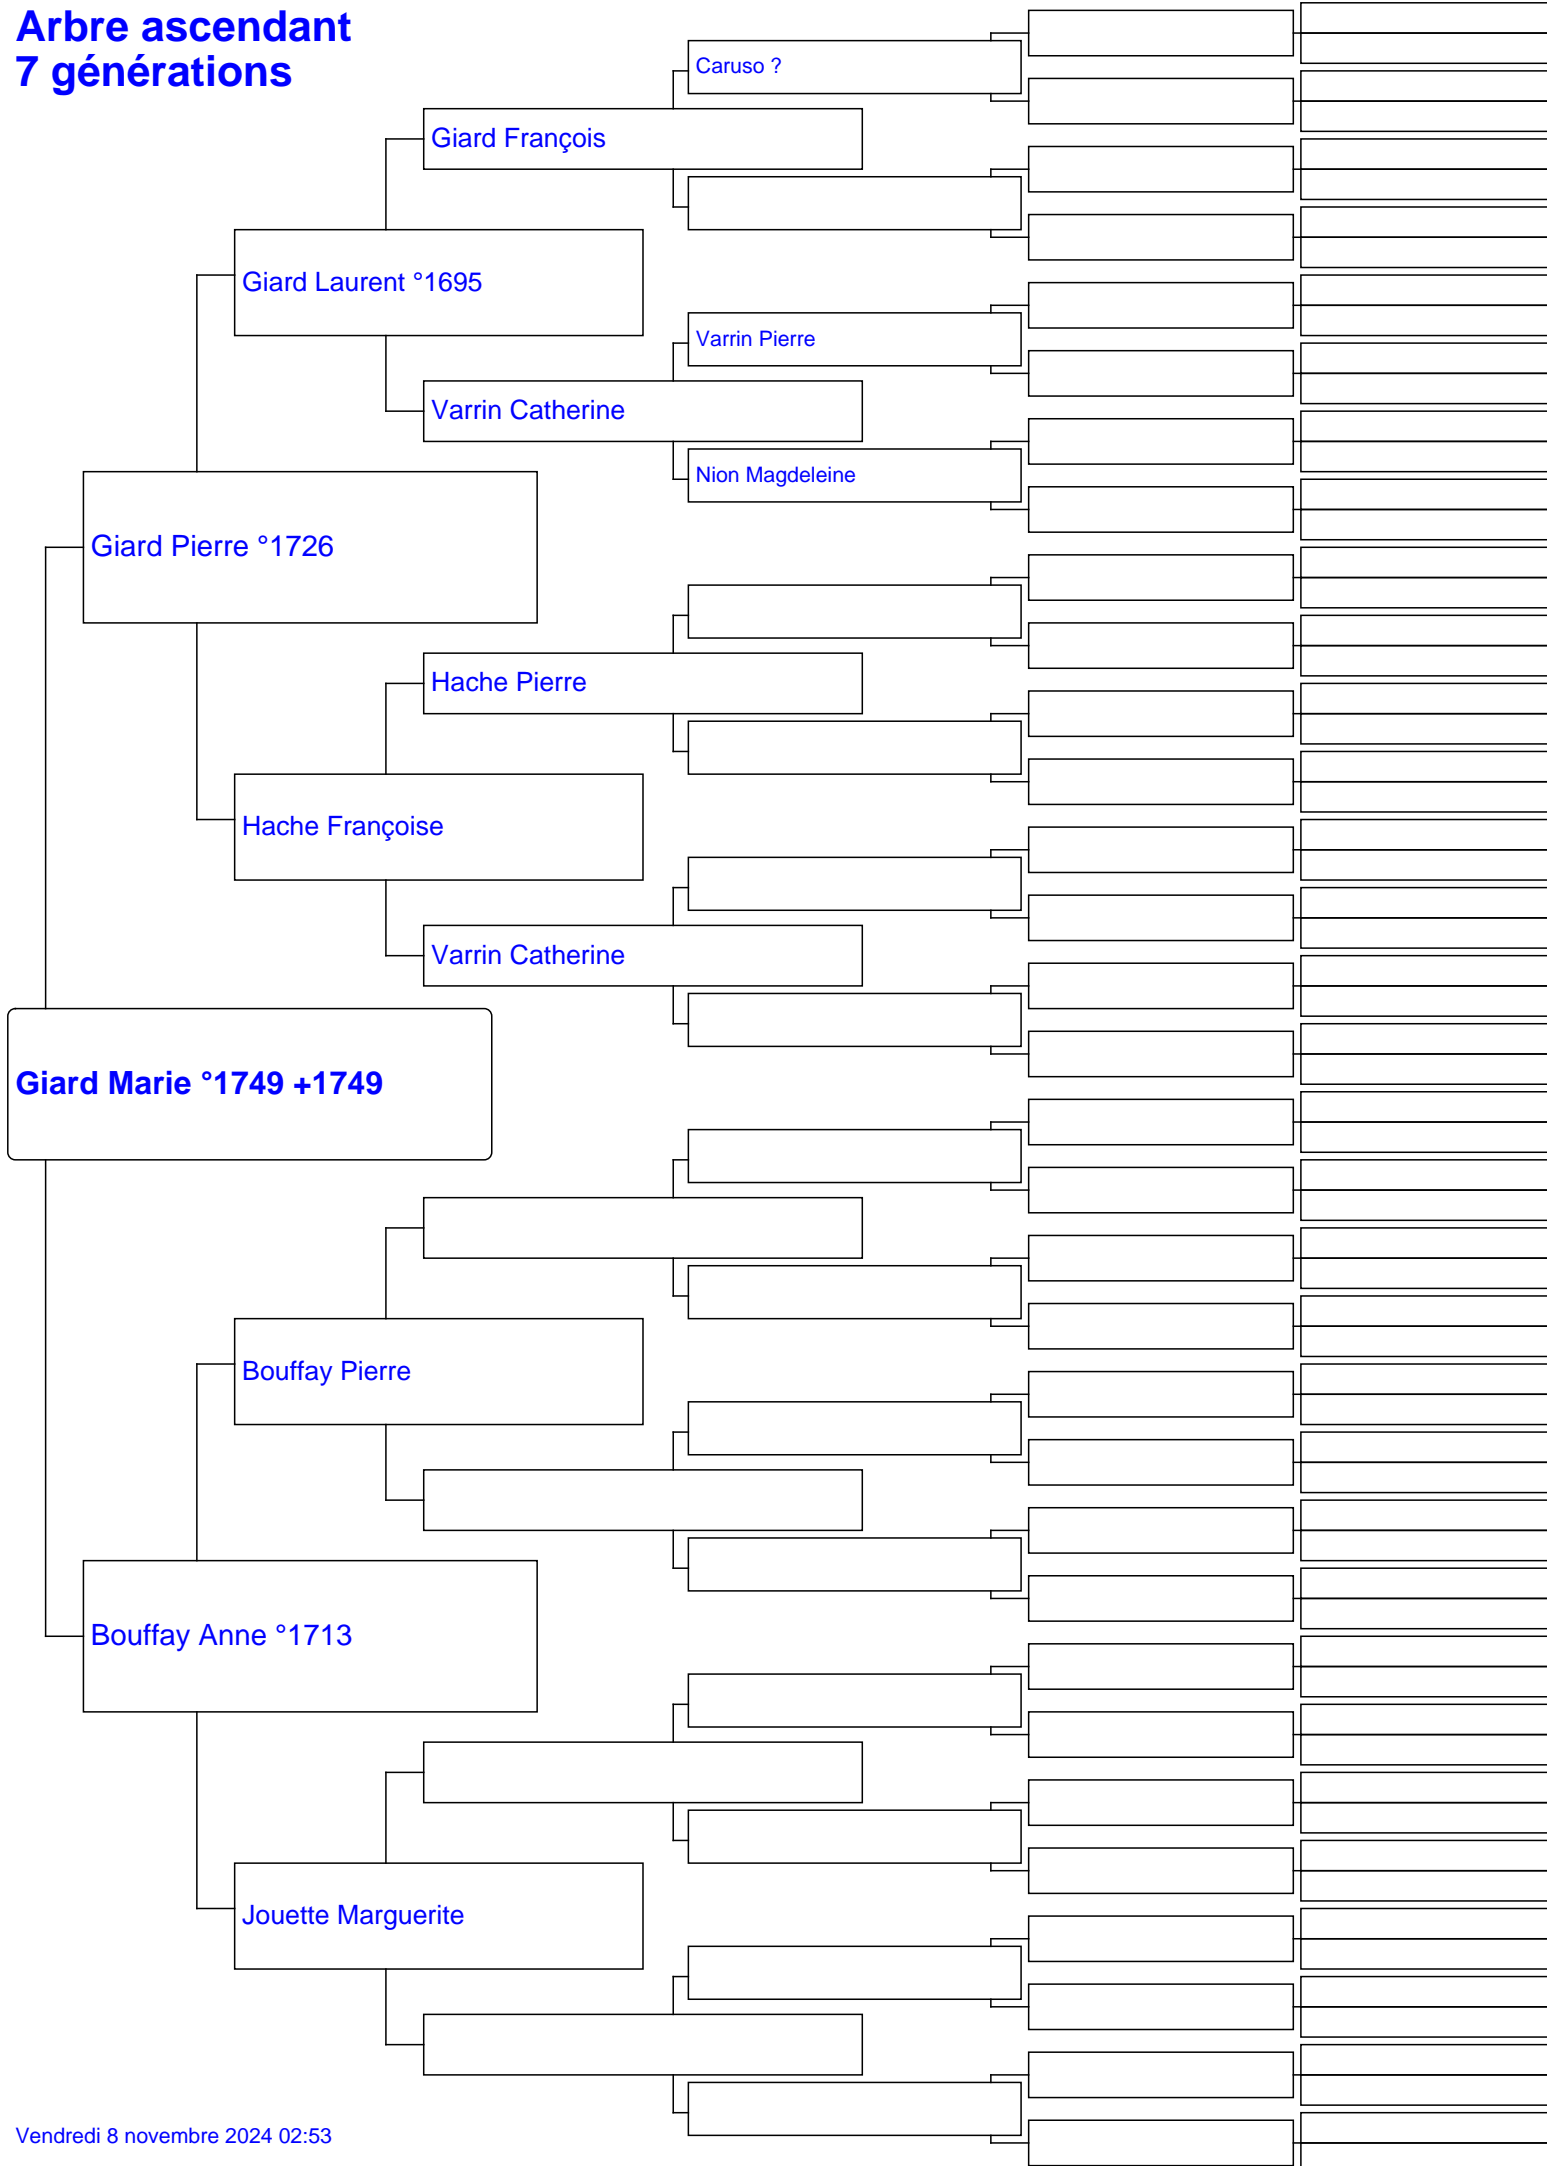 Arbre ascendant
7 générations
Caruso ?
Giard François
Giard Laurent °1695
Varrin Pierre
Varrin Catherine
Nion Magdeleine
Giard Pierre °1726
Hache Pierre
Hache Françoise
Varrin Catherine
Giard Marie °1749 +1749
Bouffay Pierre
Bouffay Anne °1713
Jouette Marguerite
Vendredi 8 novembre 2024 02:53